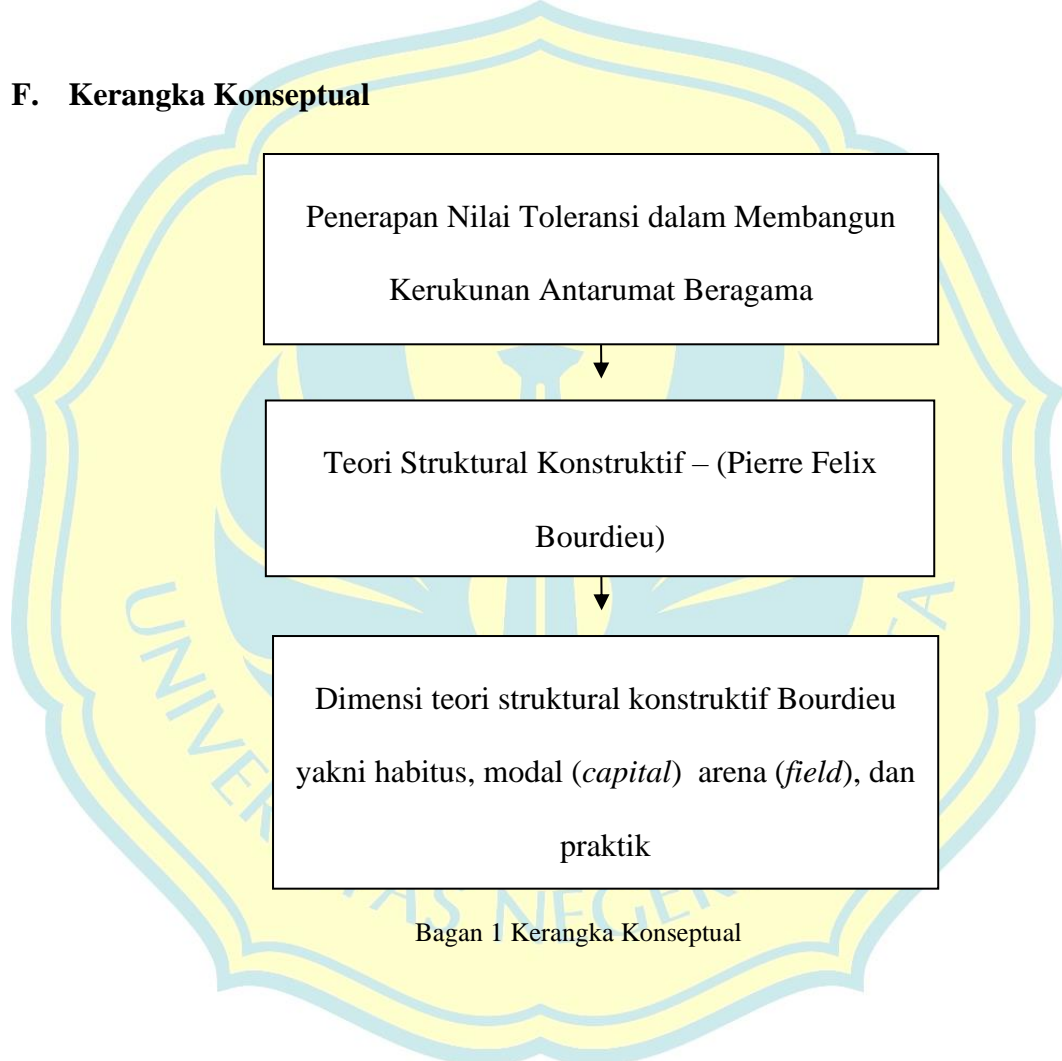 F. Kerangka Konseptual
Penerapan Nilai Toleransi dalam Membangun
Kerukunan Antarumat Beragama
Teori Struktural Konstruktif – (Pierre Felix
Bourdieu)
Dimensi teori struktural konstruktif Bourdieu
yakni habitus, modal (capital) arena (field), dan
praktik
Bagan 1 Kerangka Konseptual